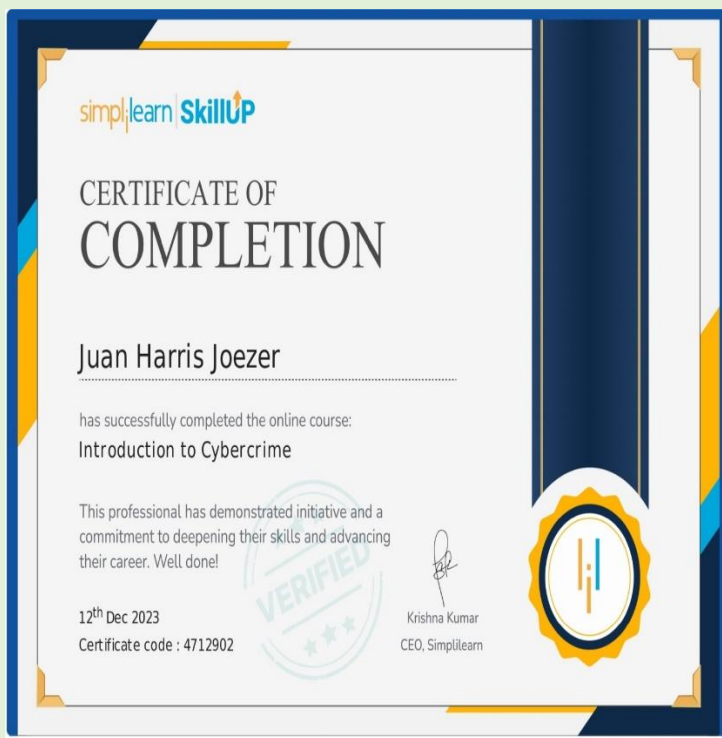 simplilearn | SkillUP
CERTIFICATE OF
COMPLETION
Juan Harris Joezer
has successfully completed the online course:
Introduction to Cybercrime
This professional has demonstrated initiative and a
commitment to deepening their skills and advancing
their career. Well done!
VERIFIED
12th Dec 2023
Certificate code : 4712902
Krishna Kumar
CEO, Simplilearn